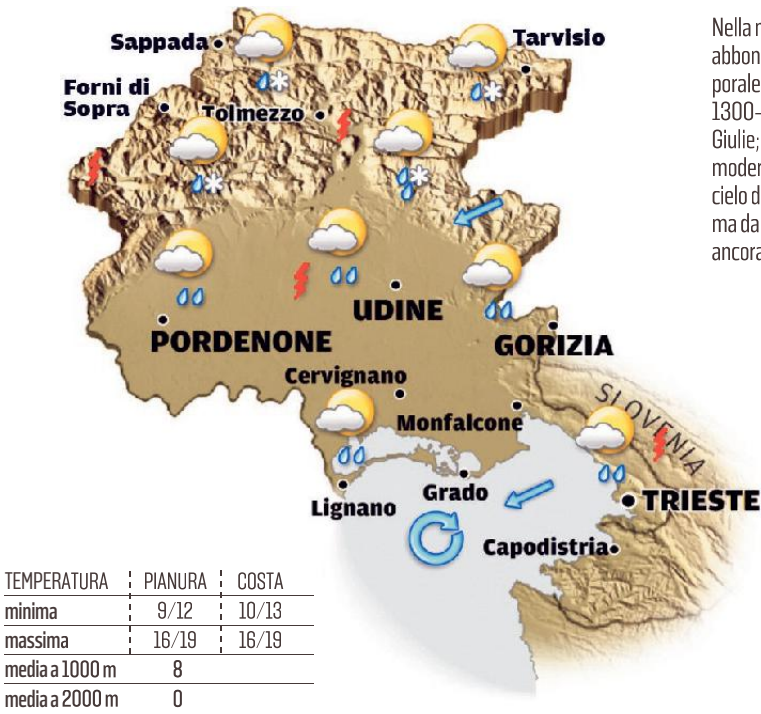 Sappada
Tarvisio
Forni di
Sopra
Tolmezzo
UDINE
PORDENONE
GORIZIA
Cervignano
Monfalcone
SLOVENIA
Lignano
Grado
TRIESTE
Capodistria
TEMPERATURA PIANURA COSTA
minima 9/12 10/13
massima 16/19 16/19
media a 1000 m 8
media a 2000 m 0
Nella
abbon
porale
1300-
Giulie;
moder
cielo d
ma da
ancora